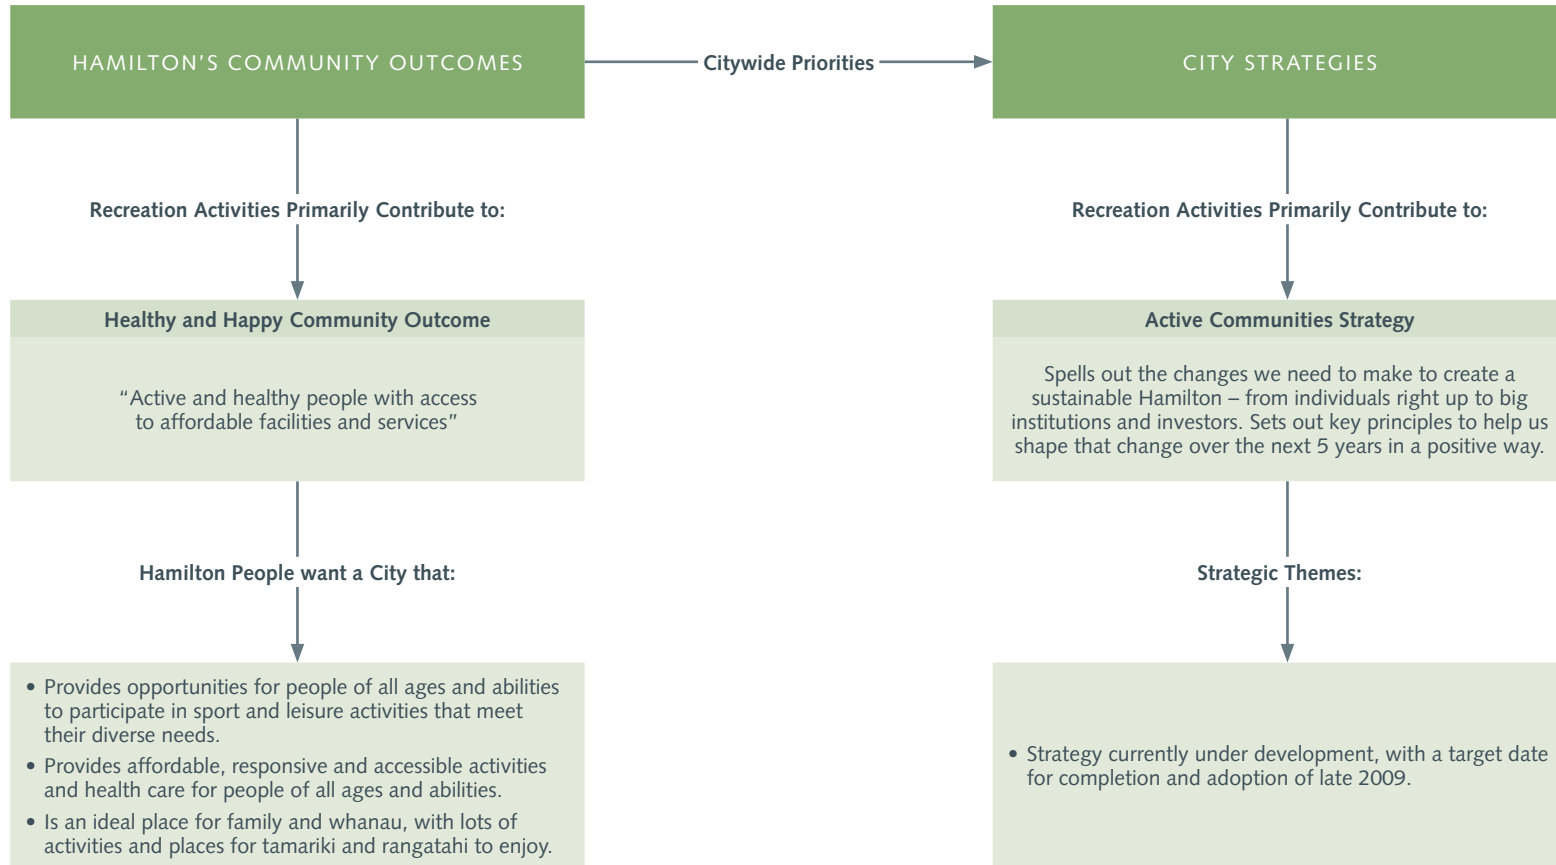 HAMILTON'S COMMUNITY OUTCOMES
Citywide Priorities
CITY STRATEGIES
Recreation Activities Primarily Contribute to:
Healthy and Happy Community Outcome
“Active and healthy people with access
to affordable facilities and services”
Hamilton People want a City that:
• Provides opportunities for people of all ages and abilities
to participate in sport and leisure activities that meet
their diverse needs.
• Provides affordable, responsive and accessible activities
and health care for people of all ages and abilities.
• Is an ideal place for family and whanau, with lots of
activities and places for tamariki and rangatahi to enjoy.
Recreation Activities Primarily Contribute to:
Active Communities Strategy
Spells out the changes we need to make to create a
sustainable Hamilton – from individuals right up to big
institutions and investors. Sets out key principles to help us
shape that change over the next 5 years in a positive way.
Strategic Themes:
• Strategy currently under development, with a target date
for completion and adoption of late 2009.